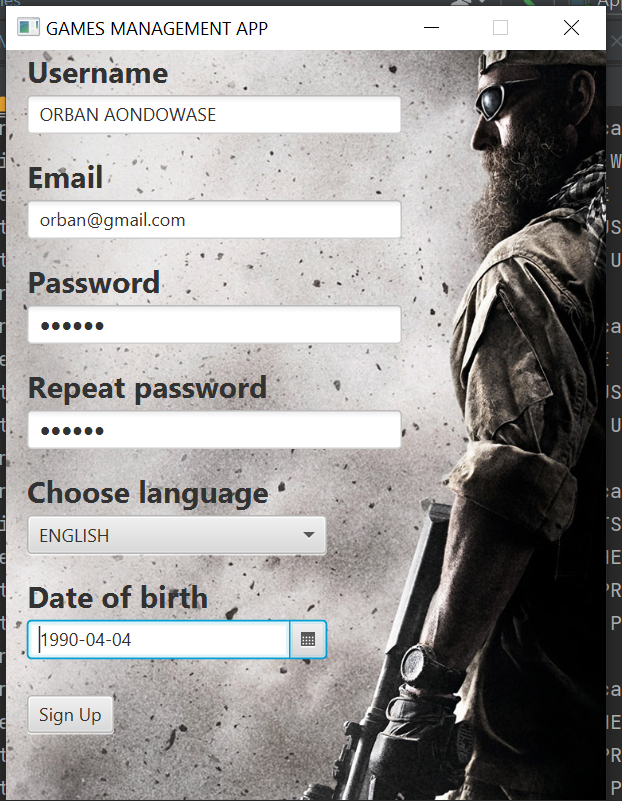 GAMES MANAGEMENT APP
Username
ORBAN AONDOWASE
Email
orban@gmail.com
Password
••••••
Repeat password
••••••
Choose language
ENGLISH
Date of birth
1990-04-04
Sign Up